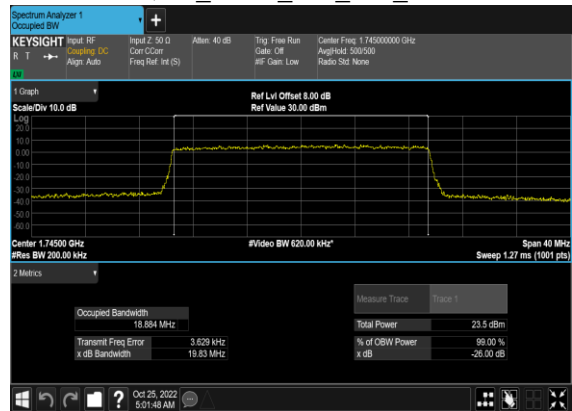 Spectrum Analyzer 1
Occupied BW
KEYSIGHT
R T
LW
Input: RF
Coupling: DC
Align: Auto
Input Z: 50 Ω
Corr CCorr
Freq Ref: Int (S)
Atten: 40 dB
Trig: Free Run
Gate: Off
#IF Gain: Low
Center Freq: 1.745000000 GHz
Avg|Hold: 500/500
Radio Std: None
1 Graph
Scale/Div 10.0 dB
Ref Lvl Offset 8.00 dB
Ref Value 30.00 dBm
Log
20.0
10.0
0.00
-10.0
-20.0
-30.0
-40.0
-50.0
-60.0
Center 1.74500 GHz
#Res BW 200.00 kHz
#Video BW 620.00 kHz*
Span 40 MHz
Sweep 1.27 ms (1001 pts)
2 Metrics
Measure Trace Trace 1
Occupied Bandwidth
18.884 MHz
Total Power 23.5 dBm
Transmit Freq Error 3.629 kHz
% of OBW Power 99.00 %
x dB Bandwidth 19.83 MHz
x dB -26.00 dB
?
Oct 25, 2022
5:01:48 AM